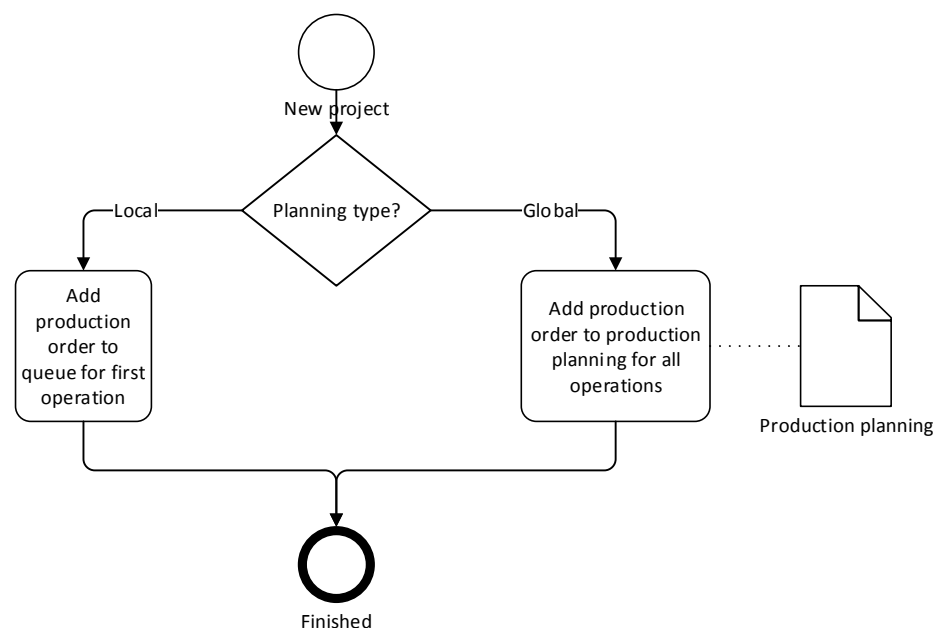 New project
Planning type?
Local
Global
Add
production
order to
queue for first
operation
Add production
order to production
planning for all
operations
Production planning
Finished